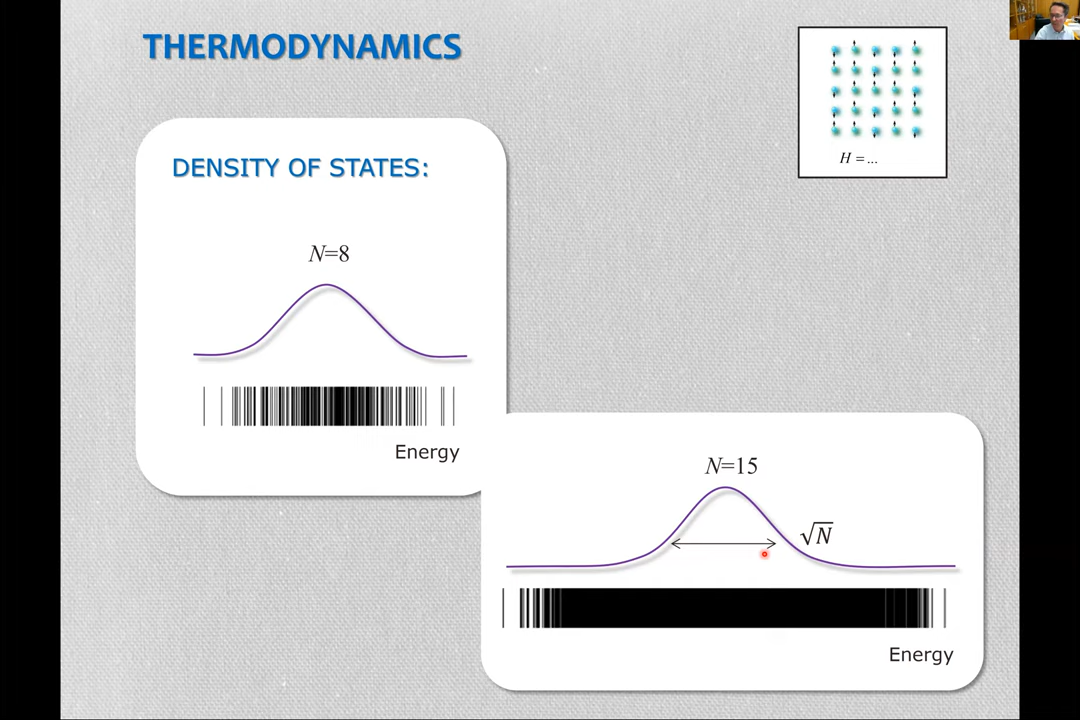 THERMODYNAMICS
H = ...
DENSITY OF STATES:
N=8
Energy
N=15
√N
Energy